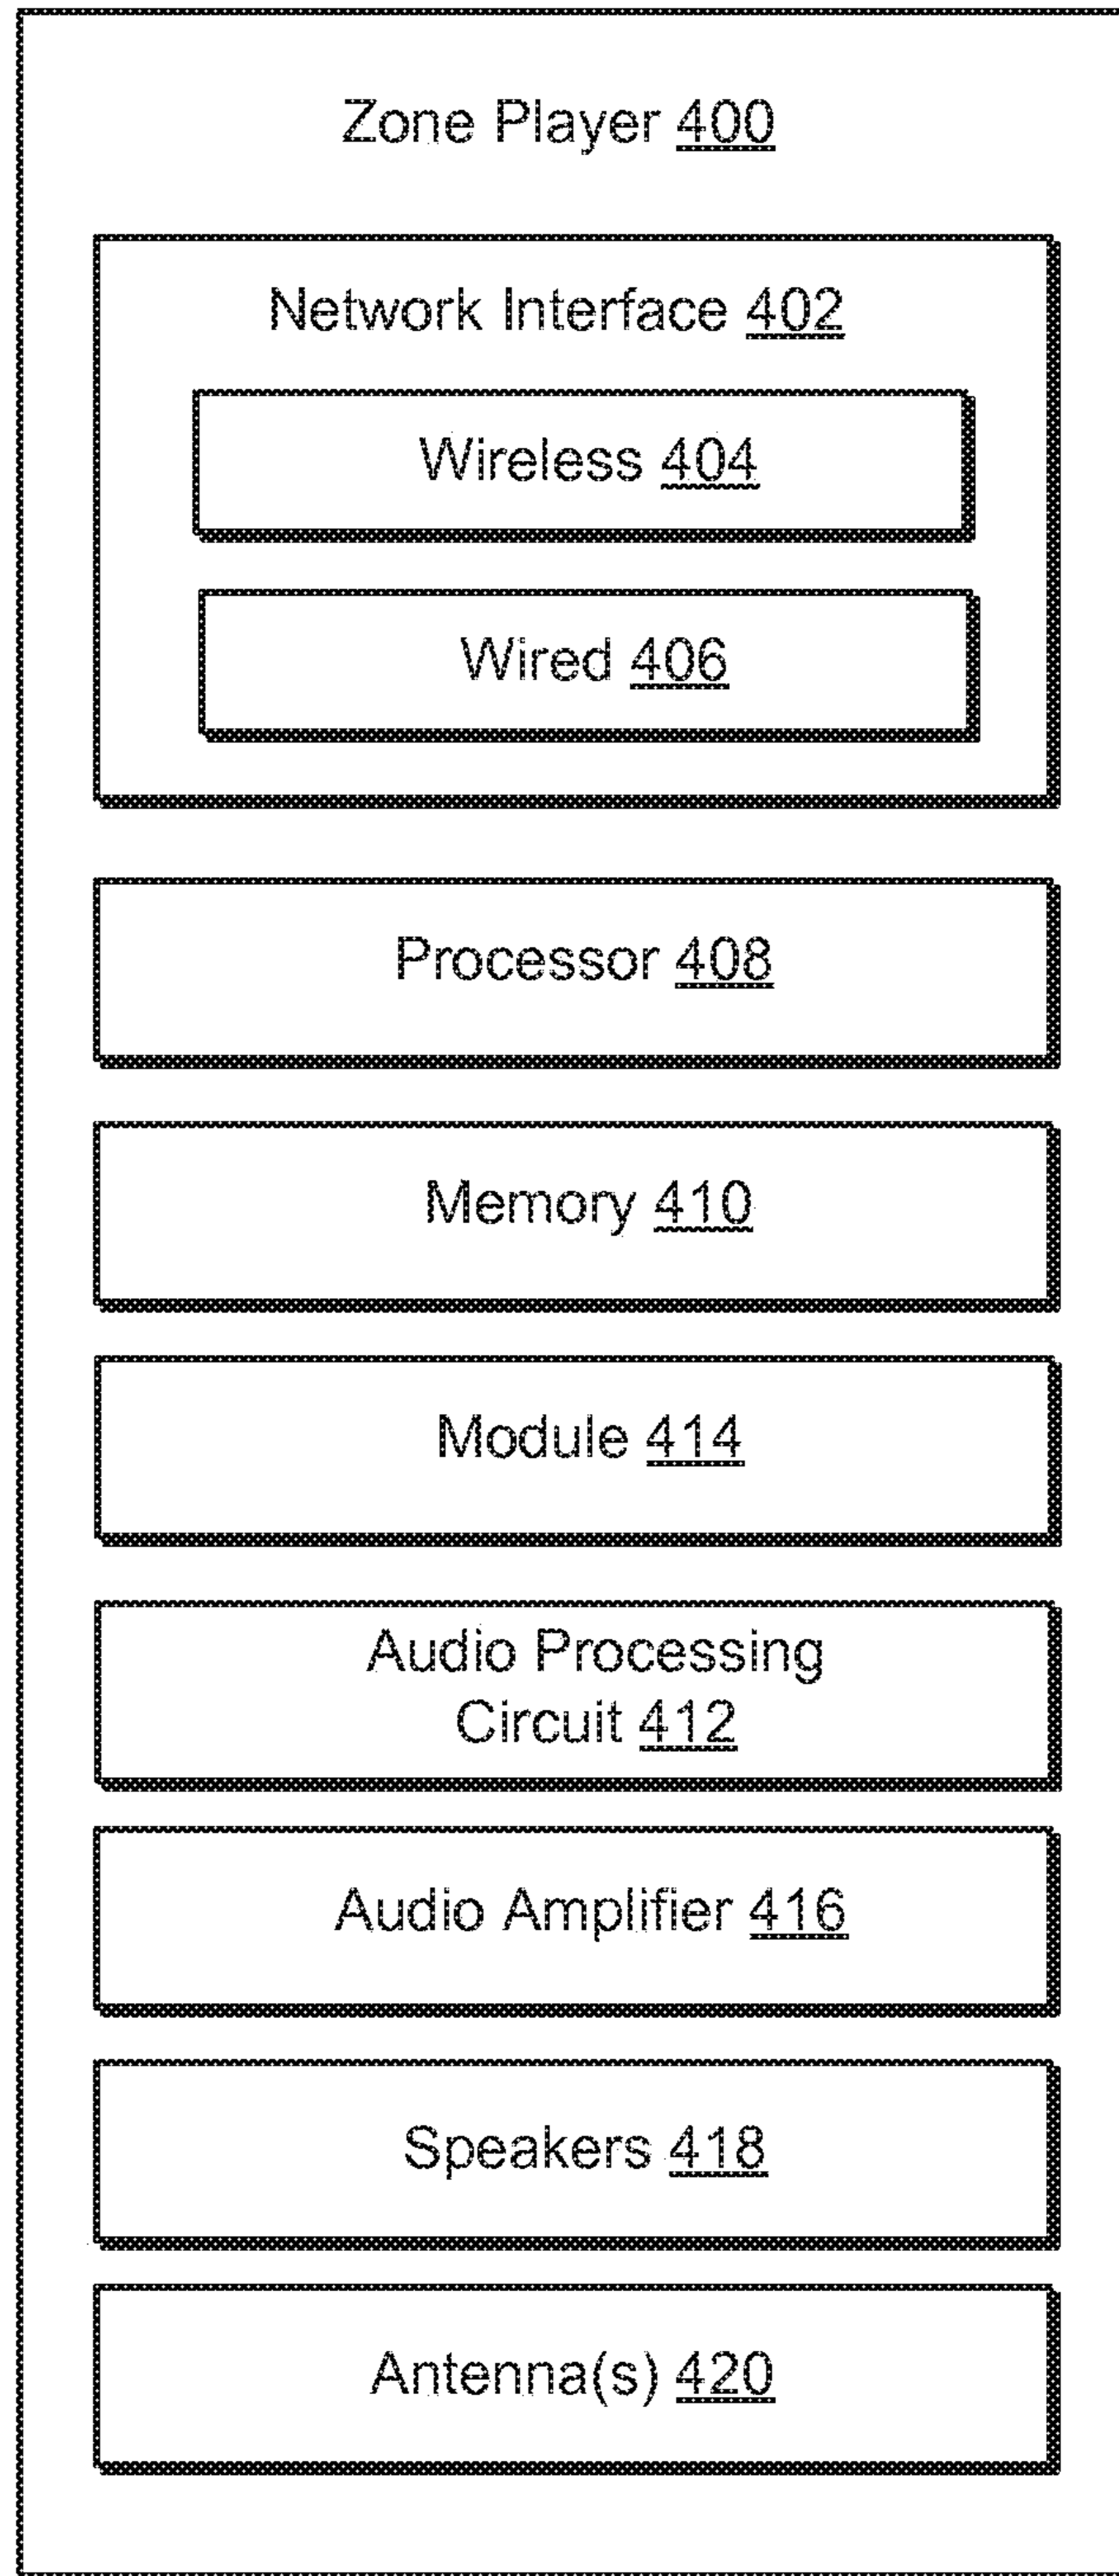 Zone Player 400
Network Interface 402
Wireless 404
Wired 406
Processor 408
Memory 410
Module 414
Audio Processing
Circuit 412
Audio Amplifier 416
Speakers 418
Antenna(s) 420